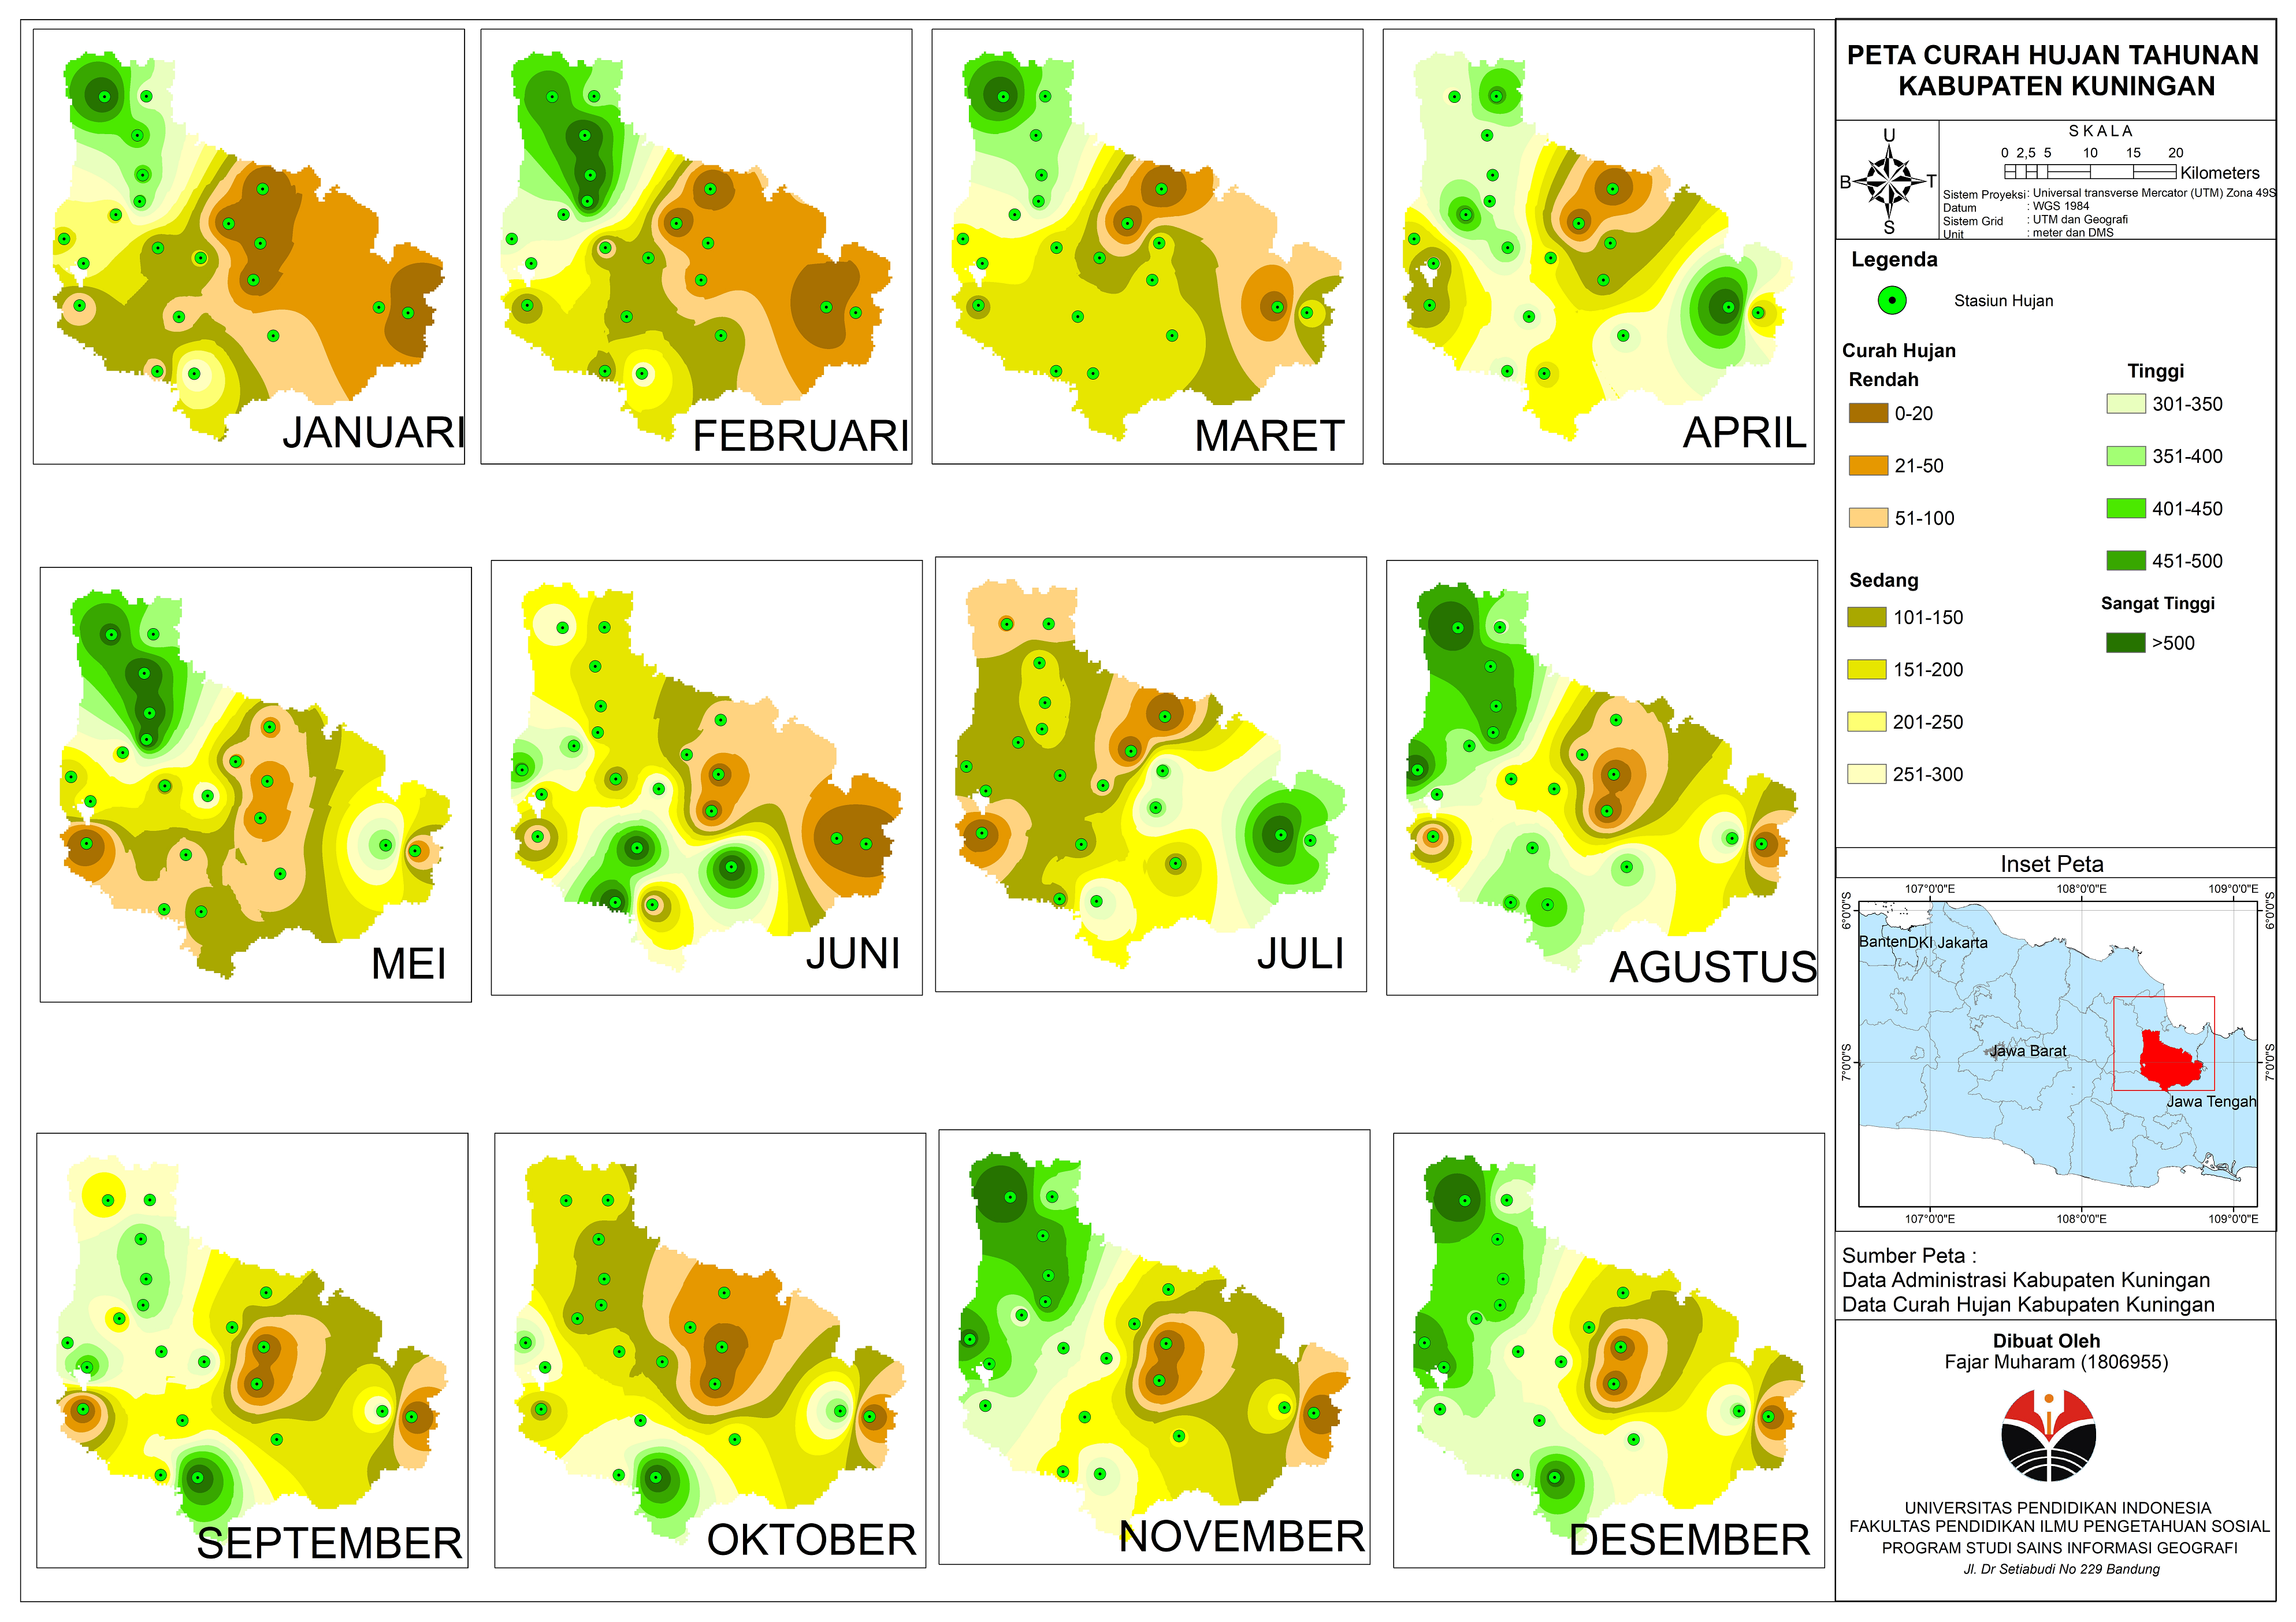 JANUARI
FEBRUARI
MARET
APRIL
MEI
JUNI
JULI
AGUSTUS
SEPTEMBER
OKTOBER
NOVEMBER
DESEMBER
PETA CURAH HUJAN TAHUNAN
KABUPATEN KUNINGAN
U
B
T
S
S K A L A
0 2,5 5 10 15 20
Kilometers
Sistem Proyeksi : Universal transverse Mercator (UTM) Zona 49S
Datum : WGS 1984
Sistem Grid : UTM dan Geografi
Unit : meter dan DMS
Legenda
Stasiun Hujan
Curah Hujan
Rendah
0-20
21-50
51-100
Sedang
101-150
151-200
201-250
251-300
Tinggi
301-350
351-400
401-450
451-500
Sangat Tinggi
>500
Inset Peta
107°0'0"E 108°0'0"E 109°0'0"E
6°0'0"S
6°0'0"S
Banten
DKI Jakarta
Jawa Barat
7°0'0"S
7°0'0"S
Jawa Tengah
107°0'0"E 108°0'0"E 109°0'0"E
Sumber Peta :
Data Administrasi Kabupaten Kuningan
Data Curah Hujan Kabupaten Kuningan
Dibuat Oleh
Fajar Muharam (1806955)
UNIVERSITAS PENDIDIKAN INDONESIA
FAKULTAS PENDIDIKAN ILMU PENGETAHUAN SOSIAL
PROGRAM STUDI SAINS INFORMASI GEOGRAFI
Jl. Dr Setiabudi No 229 Bandung